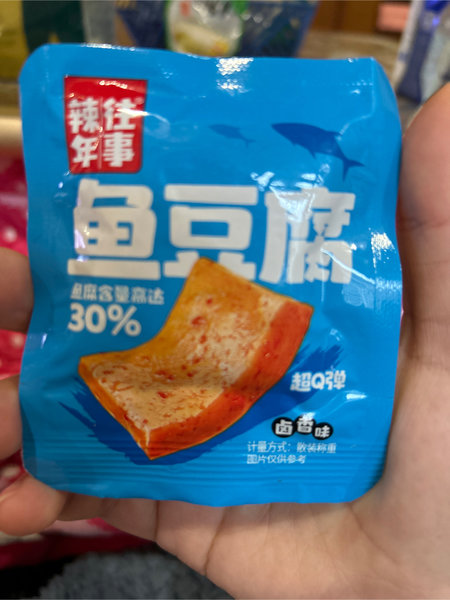 辣往
年事
鱼豆腐
鱼腐含量高达
30%
超Q弹
卤香味
计量方式：散装称重
图片仅供参考